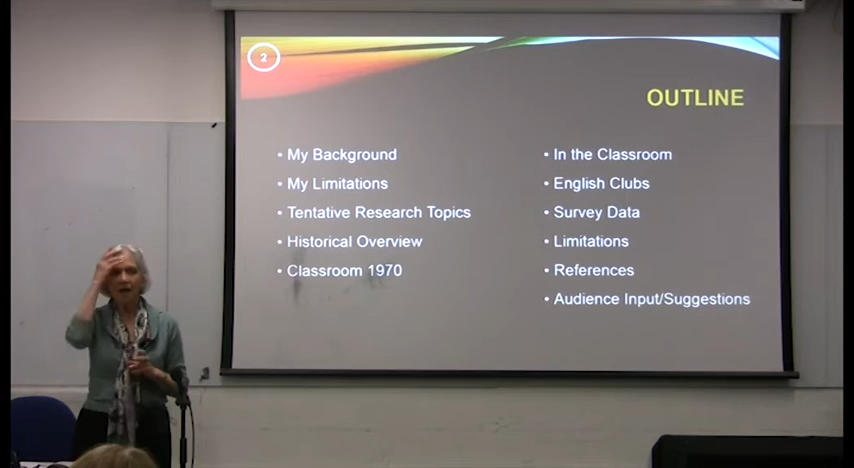 2
OUTLINE
• My Background
• My Limitations
• Tentative Research Topics
• Historical Overview
• Classroom 1970
• In the Classroom
• English Clubs
• Survey Data
• Limitations
• References
• Audience Input/Suggestions